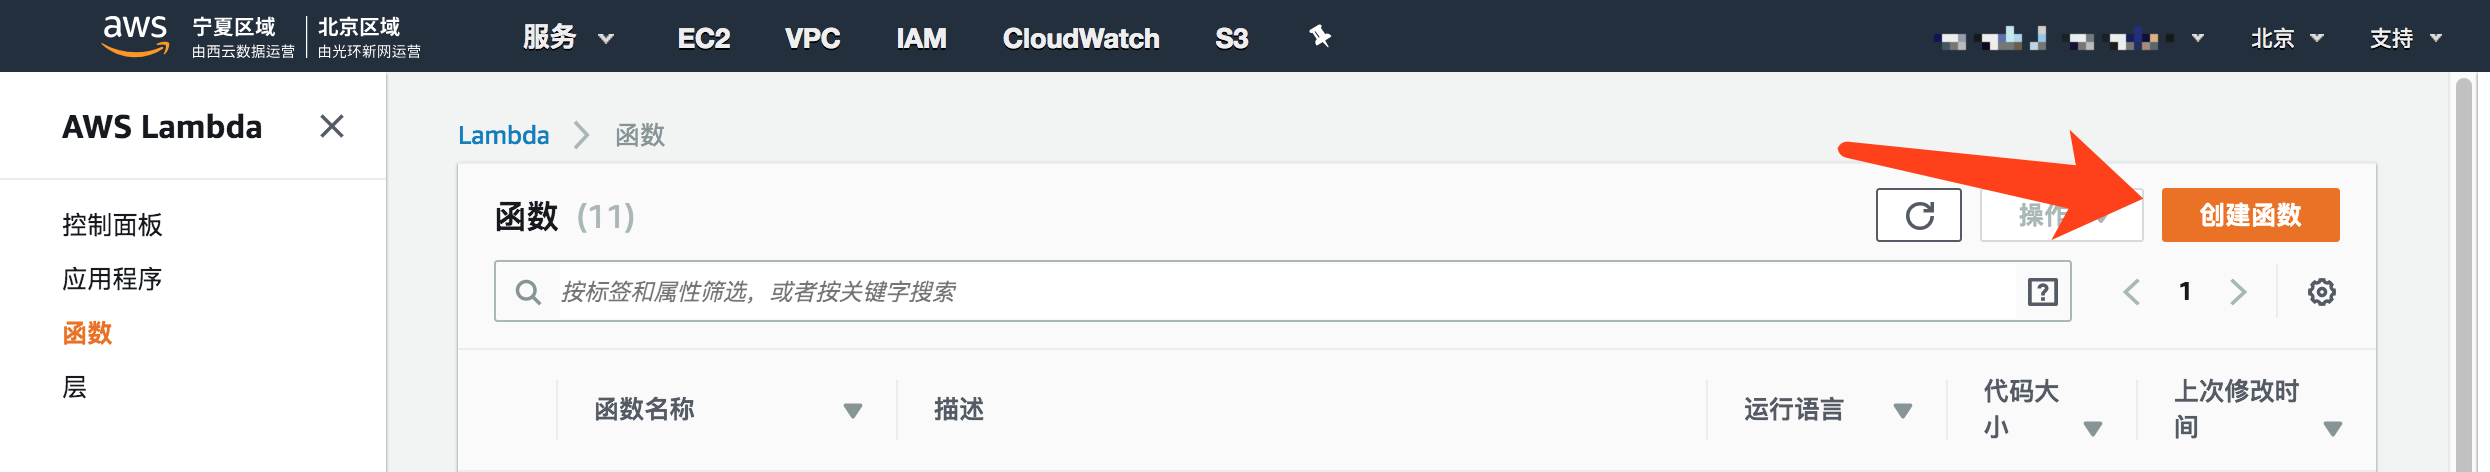 aws 宁夏区域 北京区域 服务 EC2 VPC IAM CloudWatch S3 北京 支持
由西云数据运营 由光环新网运营
AWS Lambda
控制面板
应用程序
函数
层
Lambda 函数
函数 (11) 创建函数
按标签和属性筛选，或者按关键字搜索 ? 1
函数名称 描述 运行语言 代码大小 上次修改时间